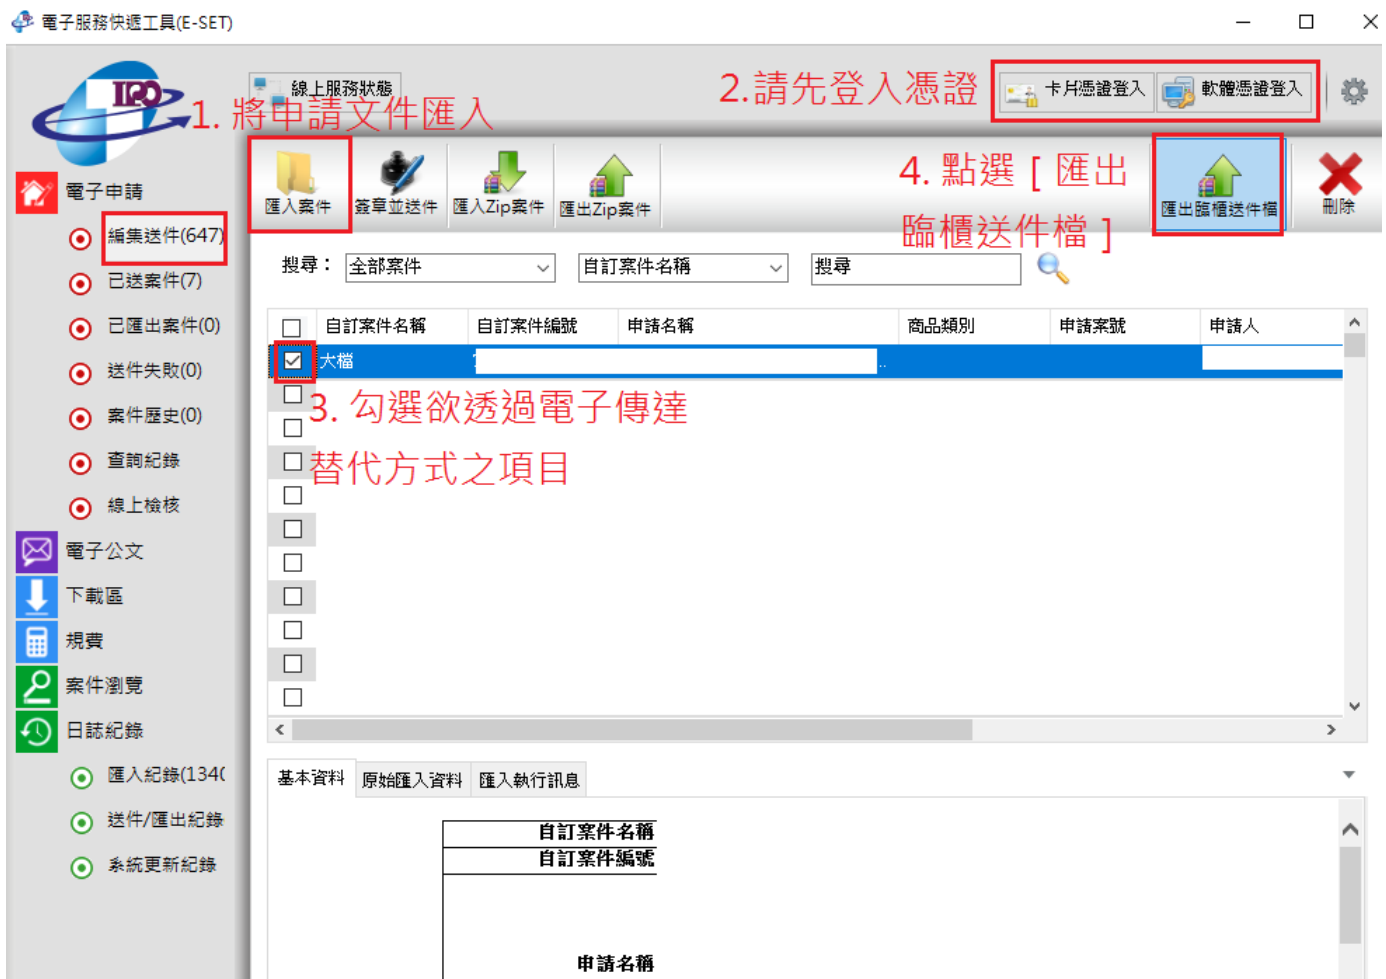 電子服務快遞工具(E-SET)
IPO
線上服務狀態
2.請先登入憑證
卡片憑證登入
軟體憑證登入
1. 將申請文件匯入
匯入案件
簽章並送件
匯入Zip案件
匯出Zip案件
4. 點選 [ 匯出
臨櫃送件檔 ]
匯出臨櫃送件檔
刪除
電子申請
編集送件(647)
已送案件(7)
已匯出案件(0)
送件失敗(0)
案件歷史(0)
查詢紀錄
線上檢核
電子公文
下載區
規費
案件瀏覽
日誌紀錄
匯入紀錄(134
送件/匯出紀錄
系統更新紀錄
搜尋：
全部案件
自訂案件名稱
搜尋
自訂案件名稱
自訂案件編號
申請名稱
商品類別
申請案號
申請人
大檔
..
3. 勾選欲透過電子傳達
替代方式之項目
基本資料
原始匯入資料
匯入執行訊息
自訂案件名稱
自訂案件編號
申請名稱